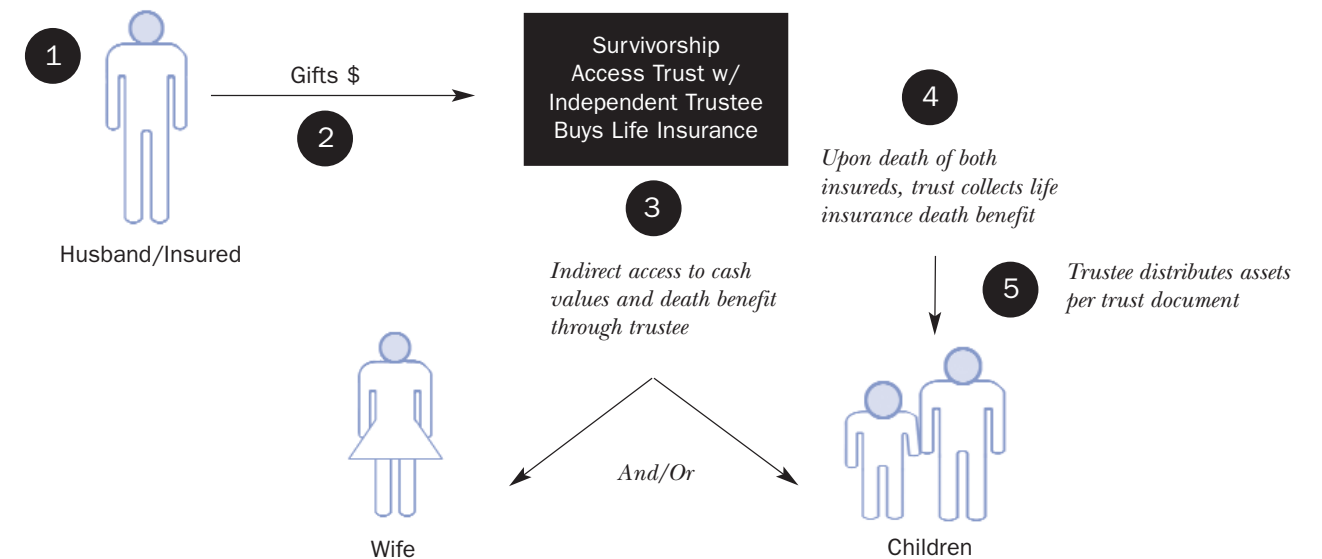 1
Husband/Insured
Gifts $
2
Survivorship
Access Trust w/
Independent Trustee
Buys Life Insurance
3
Indirect access to cash
values and death benefit
through trustee
Wife
And/Or
4
Upon death of both
insureds, trust collects life
insurance death benefit
5
Trustee distributes assets
per trust document
Children